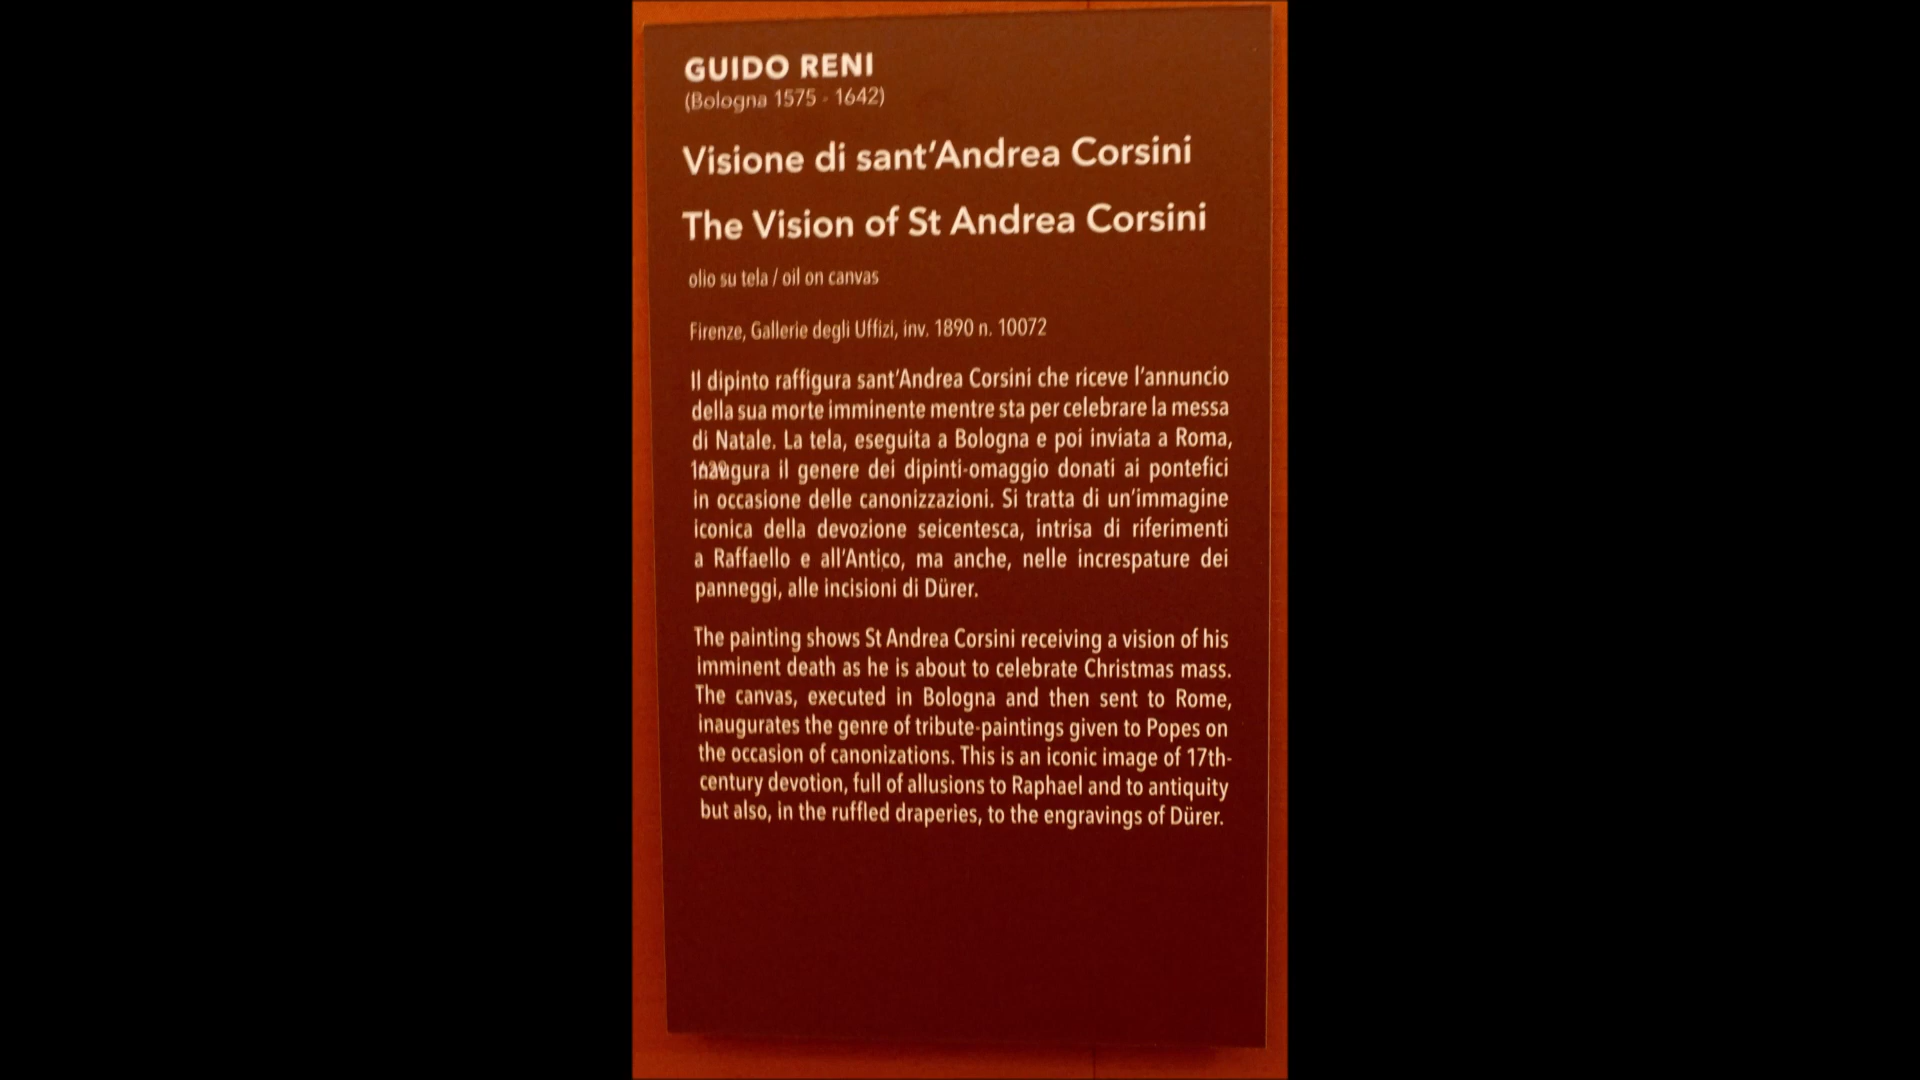 GUIDO RENI
(Bologna 1575 - 1642)
Visione di sant'Andrea Corsini
The Vision of St Andrea Corsini
olio su tela / oil on canvas
Firenze, Gallerie degli Uffizi, inv. 1890 n. 10072
Il dipinto raffigura sant'Andrea Corsini che riceve l'annuncio
della sua morte imminente mentre sta per celebrare la messa
di Natale. La tela, eseguita a Bologna e poi inviata a Roma,
il genere dei dipinti-omaggio donati ai pontefici
in occasione delle canonizzazioni. Si tratta di un'immagine
iconica della devozione seicentesca, intrisa di riferimenti
a Raffaello e all'Antico, ma anche, nelle increspature dei
panneggi, alle incisioni di Dürer.
The painting shows St Andrea Corsini receiving a vision of his
imminent death as he is about to celebrate Christmas mass.
The canvas, executed in Bologna and then sent to Rome,
inaugurates the genre of tribute-paintings given to Popes on
the occasion of canonizations. This is an iconic image of 17th-
century devotion, full of allusions to Raphael and to antiquity
but also, in the ruffled draperies, to the engravings of Dürer.